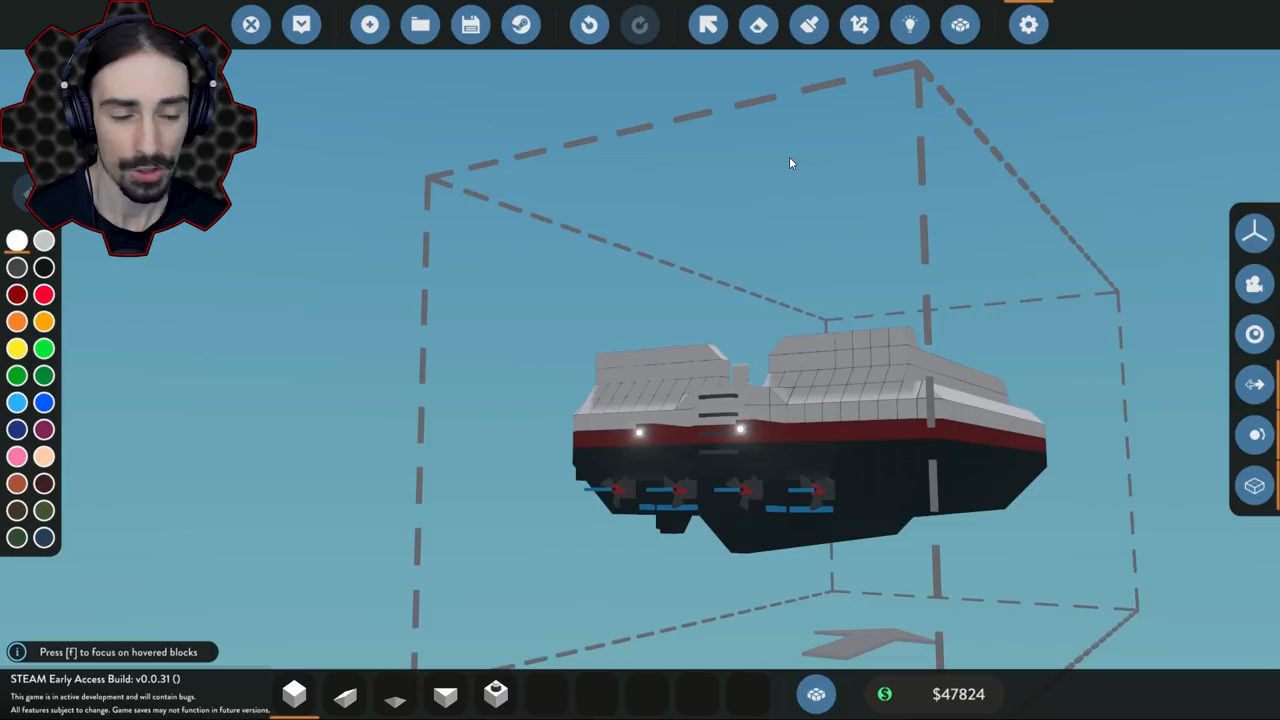 Press [f] to focus on hovered blocks
STEAM Early Access Build: v0.0.31 ()
This game is in active development and will contain bugs.
All features subject to change. Game saves may not function in future versions.
$
$47824